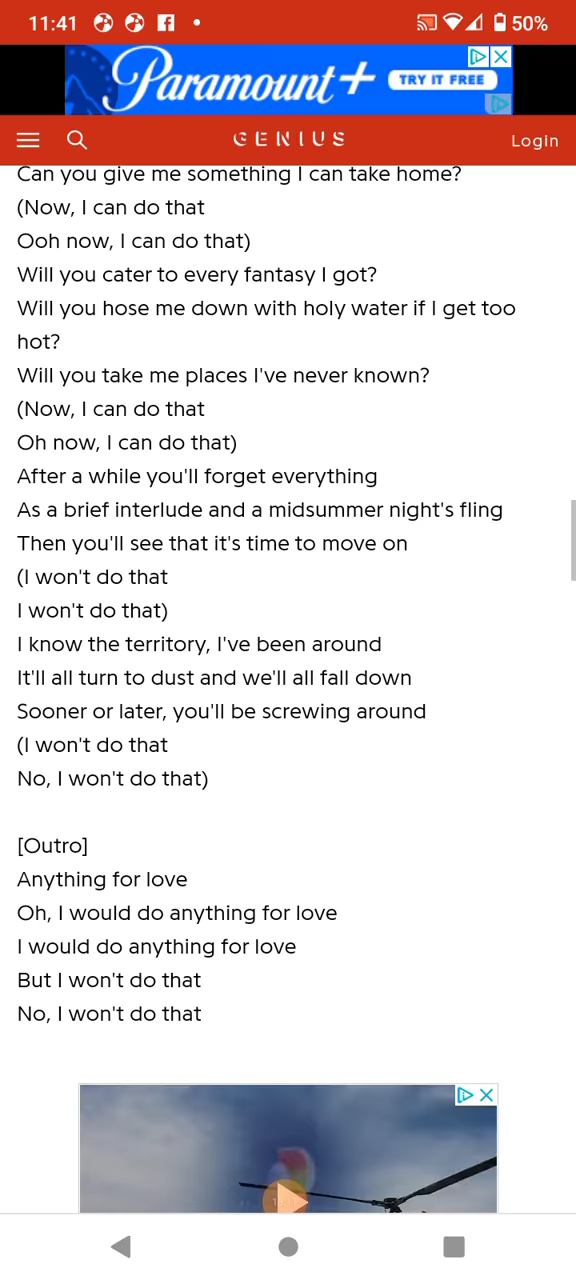 11:41
50%
Paramount+
TRY IT FREE
GENIUS
Login
Can you give me something I can take home?
(Now, I can do that
Ooh now, I can do that)
Will you cater to every fantasy I got?
Will you hose me down with holy water if I get too
hot?
Will you take me places I've never known?
(Now, I can do that
Oh now, I can do that)
After a while you'll forget everything
As a brief interlude and a midsummer night's fling
Then you'll see that it's time to move on
(I won't do that
I won't do that)
I know the territory, I've been around
It'll all turn to dust and we'll all fall down
Sooner or later, you'll be screwing around
(I won't do that
No, I won't do that)
[Outro]
Anything for love
Oh, I would do anything for love
I would do anything for love
But I won't do that
No, I won't do that